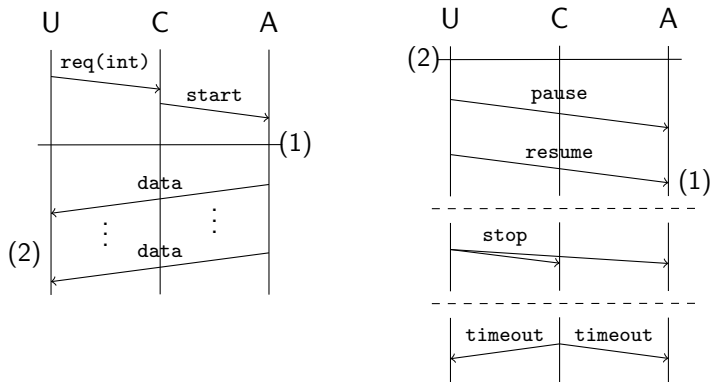 U C A
req(int)
start
(1)
data
⋮ ⋮
(2)
data
U C A
(2)
pause
resume
(1)
stop
timeout timeout